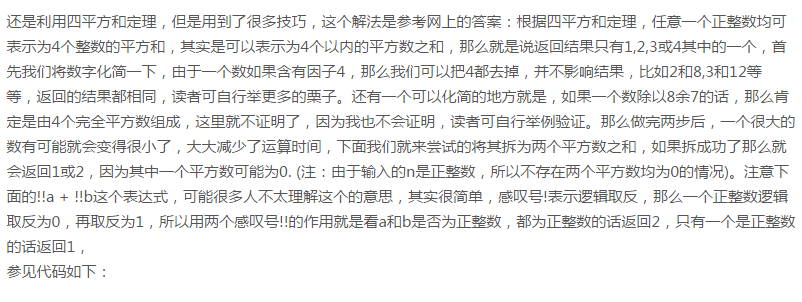 还是利用四平方和定理，但是用到了很多技巧，这个解法是参考网上的答案：根据四平方和定理，任意一个正整数均可
表示为4个整数的平方和，其实是可以表示为4个以内的平方数之和，那么就是说返回结果只有1,2,3或4其中的一个，首
先我们将数字化简一下，由于一个数如果含有因子4，那么我们可以把4都去掉，并不影响结果，比如2和8,3和12等
等，返回的结果都相同，读者可自行举更多的栗子。还有一个可以化简的地方就是，如果一个数除以8余7的话，那么肯
定是由4个完全平方数组成，这里就不证明了，因为我也不会证明，读者可自行举例验证。那么做完两步后，一个很大的
数有可能就会变得很小了，大大减少了运算时间，下面我们就来尝试的将其拆为两个平方数之和，如果拆成功了那么就
会返回1或2，因为其中一个平方数可能为0. (注：由于输入的n是正整数，所以不存在两个平方数均为0的情况)。注意下
面的!!a + !!b这个表达式，可能很多人不太理解这个的意思，其实很简单，感叹号!表示逻辑取反，那么一个正整数逻辑
取反为0，再取反为1，所以用两个感叹号!!的作用就是看a和b是否为正整数，都为正整数的话返回2，只有一个是正整数
的话返回1，
参见代码如下：